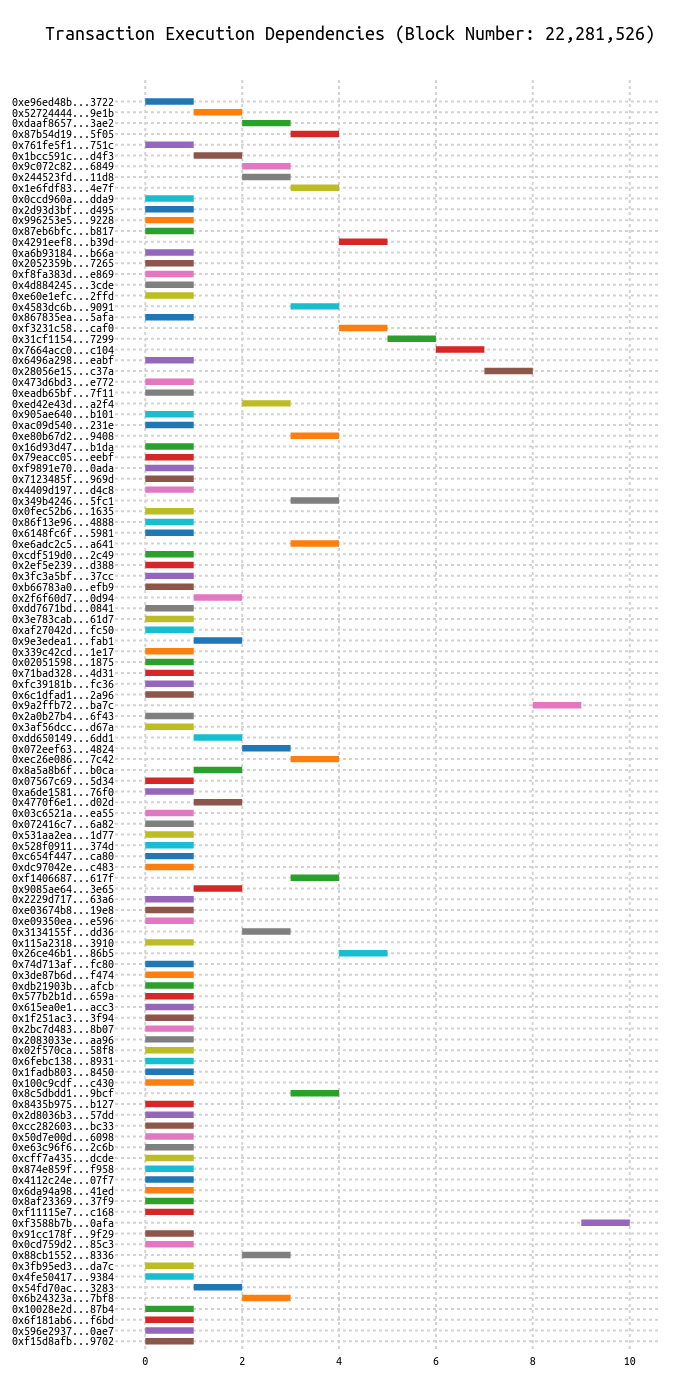 Transaction Execution Dependencies (Block Number: 22,281,526)
0xe96ed48b...3722
0x52724444...9e1b
0xdaaf8657...3ae2
0x87b54d19...5f05
0x761fe5f1...751c
0x1bcc591c...d4f3
0x9c072c82...6849
0x244523fd...11d8
0x1e6fdf83...4e7f
0x0ccd960a...dda9
0x2d93d3bf...d495
0x996253e5...9228
0x87eb6bfc...b817
0x4291eef8...b39d
0xa6b93184...b66a
0x2052359b...7265
0xf8fa383d...e869
0x4d884245...3cde
0xe60e1efc...2ffd
0x4583dc6b...9091
0x867835ea...5afa
0xf3231c58...caf0
0x31cf1154...7299
0x7664acc0...c104
0x6496a298...eabf
0x28056e15...c37a
0x473d6bd3...e772
0xeadb65bf...7f11
0xed42e43d...a2f4
0x905ae640...b101
0xac09d540...231e
0xe80b67d2...9408
0x16d93d47...b1da
0x79eacc05...eebf
0xf9891e70...0ada
0x7123485f...969d
0x4409d197...d4c8
0x349b4246...5fc1
0x0fec52b6...1635
0x86f13e96...4888
0x6148fc6f...5981
0xe6adc2c5...a641
0xcdf519d0...2c49
0x2ef5e239...d388
0x3fc3a5bf...37cc
0xb66783a0...efb9
0x2f6f60d7...0d94
0xdd7671bd...0841
0x3e783cab...61d7
0xaf27042d...fc50
0x9e3edea1...fab1
0x339c42cd...1e17
0x02051598...1875
0x71bad328...4d31
0xfc39181b...fc36
0x6c1dfad1...2a96
0x9a2ffb72...ba7c
0x2a0b27b4...6f43
0x3af56dcc...d67a
0xdd650149...6dd1
0x072eef63...4824
0xec26e086...7c42
0x8a5a8b6f...b0ca
0x07567c69...5d34
0xa6de1581...76f0
0x4770f6e1...d02d
0x03c6521a...ea55
0x072416c7...6a82
0x531aa2ea...1d77
0x528f0911...374d
0xc654f447...ca80
0xdc97042e...c483
0xf1406687...617f
0x9085ae64...3e65
0x2229d717...63a6
0xe03674b8...19e8
0xe09350ea...e596
0x3134155f...dd36
0x115a2318...3910
0x26ce46b1...86b5
0x74d713af...fc80
0x3de87b6d...f474
0xdb21903b...afcb
0x577b2b1d...659a
0x615ea0e1...acc3
0x1f251ac3...3f94
0x2bc7d483...8b07
0x2083033e...aa96
0x02f570ca...58f8
0x6febc138...8931
0x1fadb803...8450
0x100c9cdf...c430
0x8c5dbdd1...9bcf
0x8435b975...b127
0x2d8036b3...57dd
0xcc282603...bc33
0x50d7e00d...6098
0xe63c96f6...2c6b
0xcff7a435...dcde
0x874e859f...f958
0x4112c24e...07f7
0x6da94a98...41ed
0x8af23369...37f9
0xf11115e7...c168
0xf3588b7b...0afa
0x91cc178f...9f29
0x0cd759d2...85c3
0x88cb1552...8336
0x3fb95ed3...da7c
0x4fe50417...9384
0x54fd70ac...3283
0x6b24323a...7bf8
0x10028e2d...87b4
0x6f181ab6...f6bd
0x596e2937...0ae7
0xf15d8afb...9702
0 2 4 6 8 10